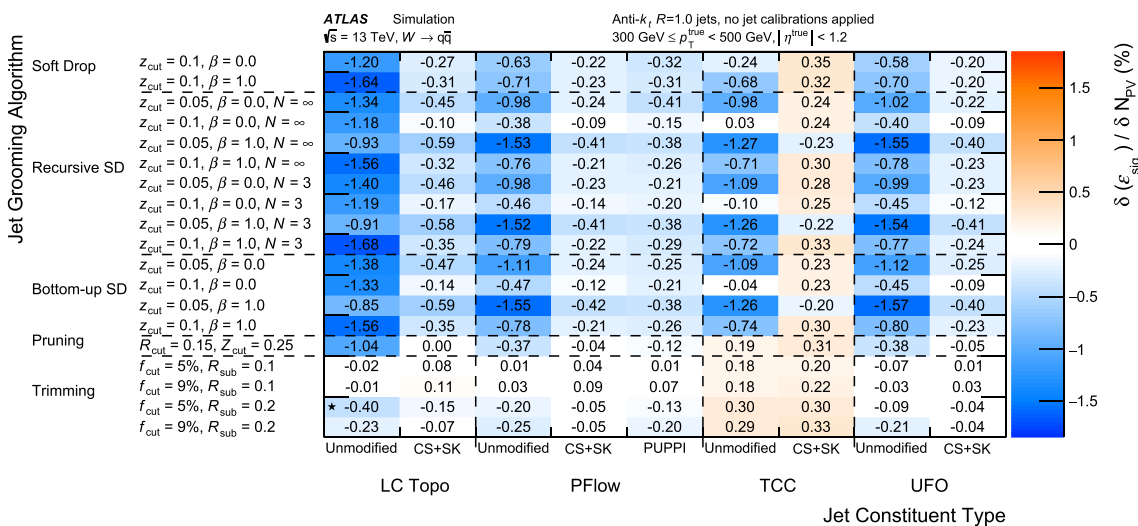 ATLAS Simulation
√s = 13 TeV, W → qq̅
Anti-kt R=1.0 jets, no jet calibrations applied
300 GeV ≤ pT^true < 500 GeV, | η^true | < 1.2
Jet Grooming Algorithm
Soft Drop
zcut = 0.1, β = 0.0 -1.20 -0.27 -0.63 -0.22 -0.32 -0.24 0.35 -0.58 -0.20
zcut = 0.1, β = 1.0 -1.64 -0.31 -0.71 -0.23 -0.31 -0.68 0.32 -0.70 -0.20
Recursive SD
zcut = 0.05, β = 0.0, N = ∞ -1.34 -0.45 -0.98 -0.24 -0.41 -0.98 0.24 -1.02 -0.22
zcut = 0.1, β = 0.0, N = ∞ -1.18 -0.10 -0.38 -0.09 -0.15 0.03 0.24 -0.40 -0.09
zcut = 0.05, β = 1.0, N = ∞ -0.93 -0.59 -1.53 -0.41 -0.38 -1.27 -0.23 -1.55 -0.40
zcut = 0.1, β = 1.0, N = ∞ -1.56 -0.32 -0.76 -0.21 -0.26 -0.71 0.30 -0.78 -0.23
zcut = 0.05, β = 0.0, N = 3 -1.40 -0.46 -0.98 -0.23 -0.21 -1.09 0.28 -0.99 -0.23
zcut = 0.1, β = 0.0, N = 3 -1.19 -0.17 -0.46 -0.14 -0.20 -0.10 0.25 -0.45 -0.12
zcut = 0.05, β = 1.0, N = 3 -0.91 -0.58 -1.52 -0.41 -0.38 -1.26 -0.22 -1.54 -0.41
zcut = 0.1, β = 1.0, N = 3 -1.68 -0.35 -0.79 -0.22 -0.29 -0.72 0.33 -0.77 -0.24
Bottom-up SD
zcut = 0.05, β = 0.0 -1.38 -0.47 -1.11 -0.24 -0.25 -1.09 0.23 -1.12 -0.25
zcut = 0.1, β = 0.0 -1.33 -0.14 -0.47 -0.12 -0.21 -0.04 0.23 -0.45 -0.09
zcut = 0.05, β = 1.0 -0.85 -0.59 -1.55 -0.42 -0.38 -1.26 -0.20 -1.57 -0.40
zcut = 0.1, β = 1.0 -1.56 -0.35 -0.78 -0.21 -0.26 -0.74 0.30 -0.80 -0.23
Pruning
Rcut = 0.15, Zcut = 0.25 -1.04 0.00 -0.37 -0.04 -0.12 0.19 0.31 -0.38 -0.05
Trimming
fcut = 5%, Rsub = 0.1 -0.02 0.08 0.01 0.04 0.01 0.18 0.20 -0.07 0.01
fcut = 9%, Rsub = 0.1 -0.01 0.11 0.03 0.09 0.07 0.18 0.22 -0.03 0.03
fcut = 5%, Rsub = 0.2 ★ -0.40 -0.15 -0.20 -0.05 -0.13 0.30 0.30 -0.09 -0.04
fcut = 9%, Rsub = 0.2 -0.23 -0.07 -0.25 -0.05 -0.20 0.29 0.33 -0.21 -0.04
Unmodified CS+SK Unmodified CS+SK PUPPI Unmodified CS+SK Unmodified CS+SK
LC Topo PFlow TCC UFO
Jet Constituent Type
1.5
1
0.5
0
−0.5
−1
−1.5
δ (εsig) / δ NPV (%)